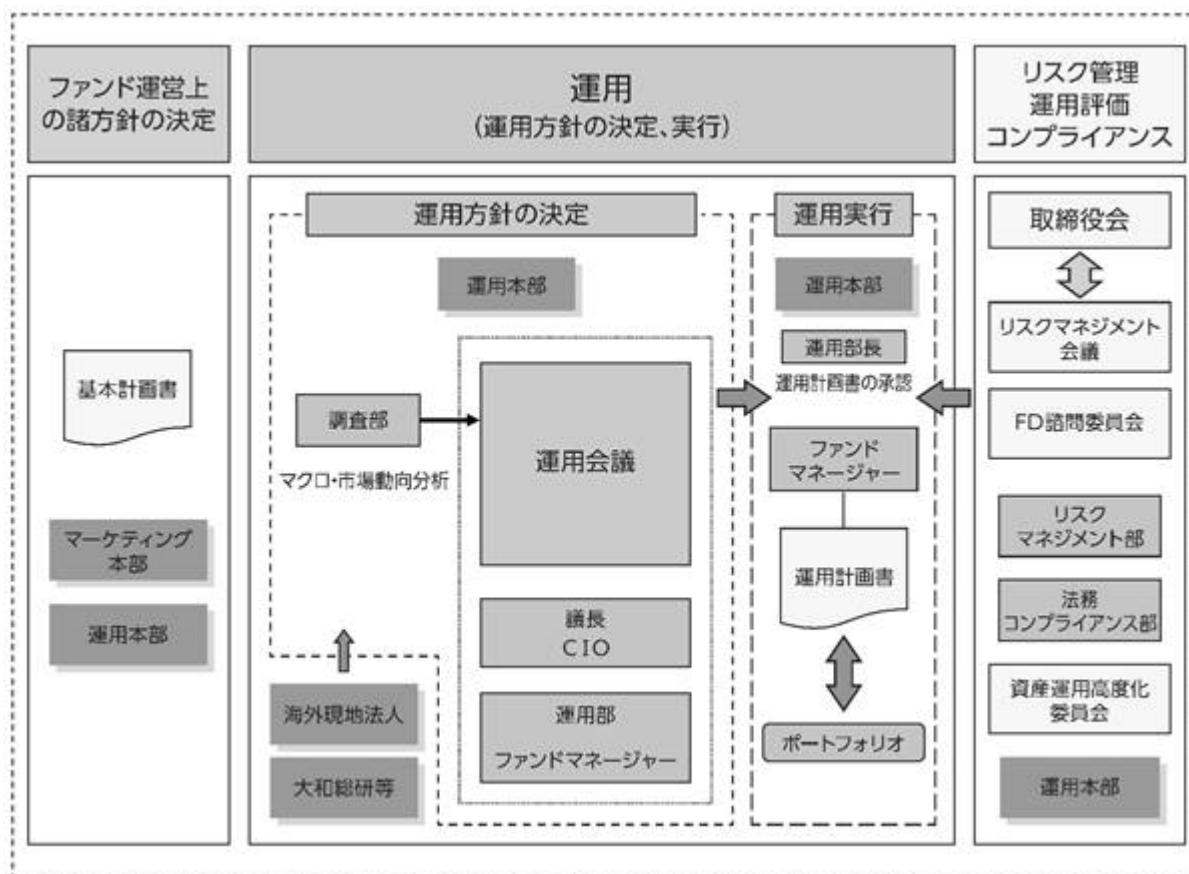 ファンド運営上
の諸方針の決定
運用
(運用方針の決定、実行)
リスク管理
運用評価
コンプライアンス
基本計画書
マーケティング
本部
運用本部
運用方針の決定
運用本部
調査部
マクロ・市場動向分析
運用会議
議長
CIO
運用部
ファンドマネージャー
海外現地法人
大和総研等
運用実行
運用本部
運用部長
運用計画書の承認
ファンド
マネージャー
運用計画書
ポートフォリオ
取締役会
リスクマネジメント
会議
FD諮問委員会
リスク
マネジメント部
法務
コンプライアンス部
資産運用高度化
委員会
運用本部